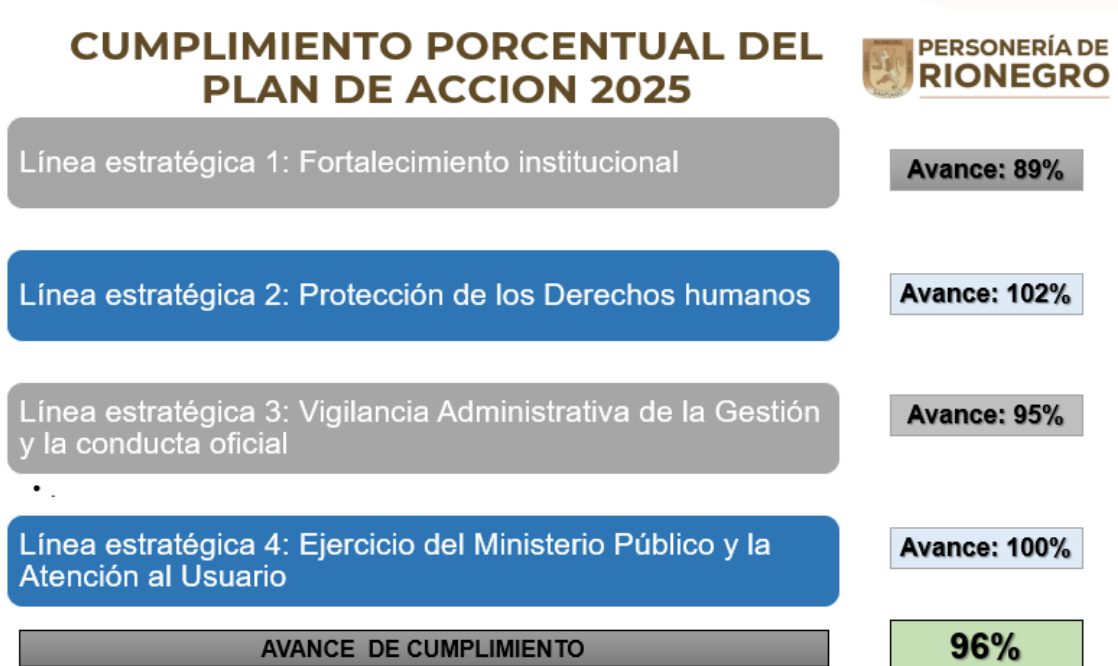 CUMPLIMIENTO PORCENTUAL DEL
PLAN DE ACCION 2025
PERSONERÍA DE
RIONEGRO
Línea estratégica 1: Fortalecimiento institucional
Avance: 89%
Línea estratégica 2: Protección de los Derechos humanos
Avance: 102%
Línea estratégica 3: Vigilancia Administrativa de la Gestión
y la conducta oficial
Avance: 95%
• .
Línea estratégica 4: Ejercicio del Ministerio Público y la
Atención al Usuario
Avance: 100%
AVANCE DE CUMPLIMIENTO
96%